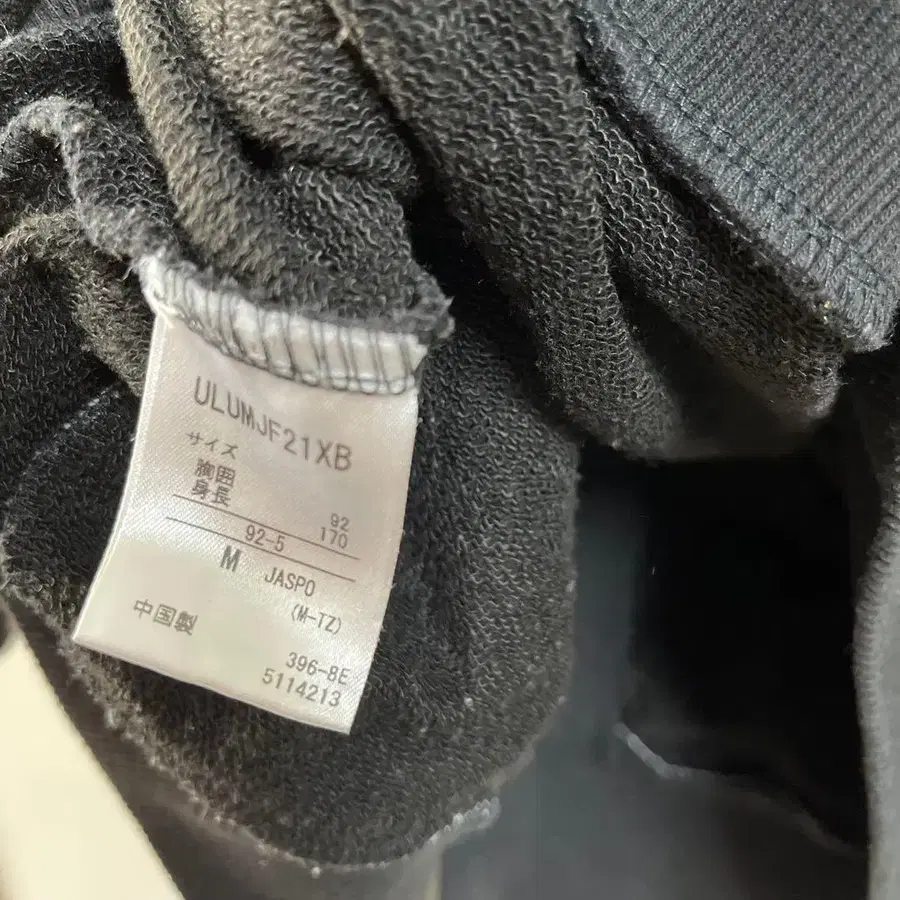 ULUMJF21XB
サイズ
胸囲 92
身長 170
92-5
M JASPO
(M-TZ)
中国製
396-BE
5114213